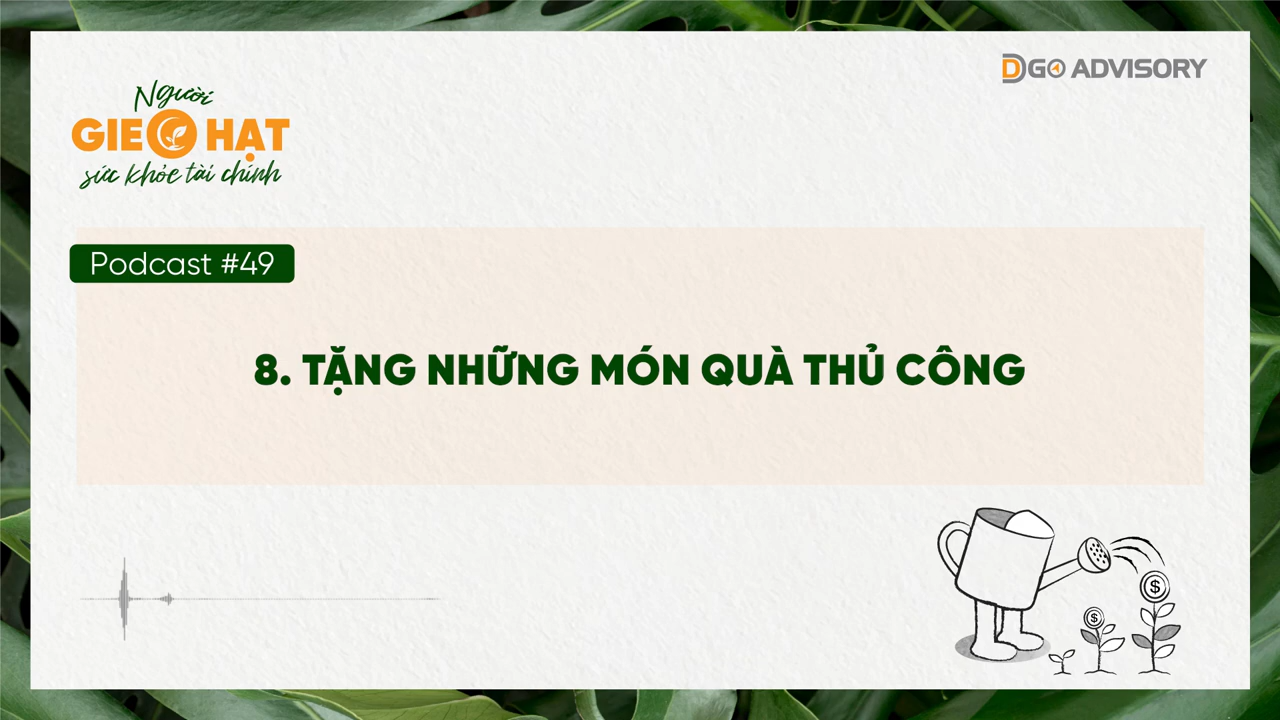 Người
GIEO HẠT
sức khỏe tài chính
DGO ADVISORY
Podcast #49
8. TẶNG NHỮNG MÓN QUÀ THỦ CÔNG
$
$